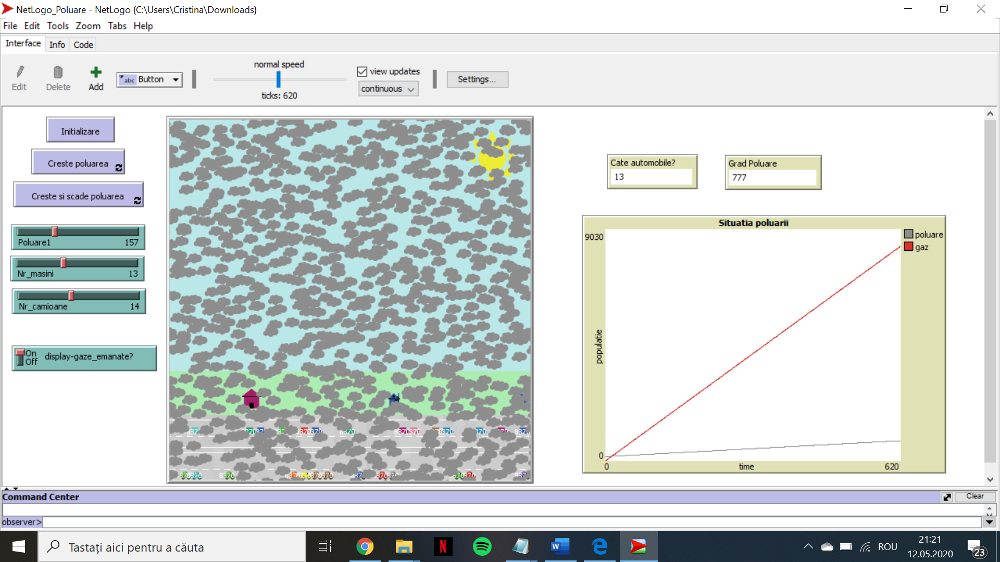 NetLogo_Poluare - NetLogo {C:\Users\Cristina\Downloads}
File Edit Tools Zoom Tabs Help
Interface Info Code
normal speed
view updates
Edit Delete Add abc Button
continuous
Settings...
ticks: 620
Initializare
Creste poluarea
Creste si scade poluarea
Poluare1 157
Nr_masini 13
Nr_camioane 14
On
Off
display-gaze_emanate?
Cate automobile?
13
Grad Poluare
777
Situatia poluarii
9030
poluare
gaz
populatie
0
0 time 620
Command Center
Clear
observer>
Tastați aici pentru a căuta
ROU
21:21
12.05.2020
23